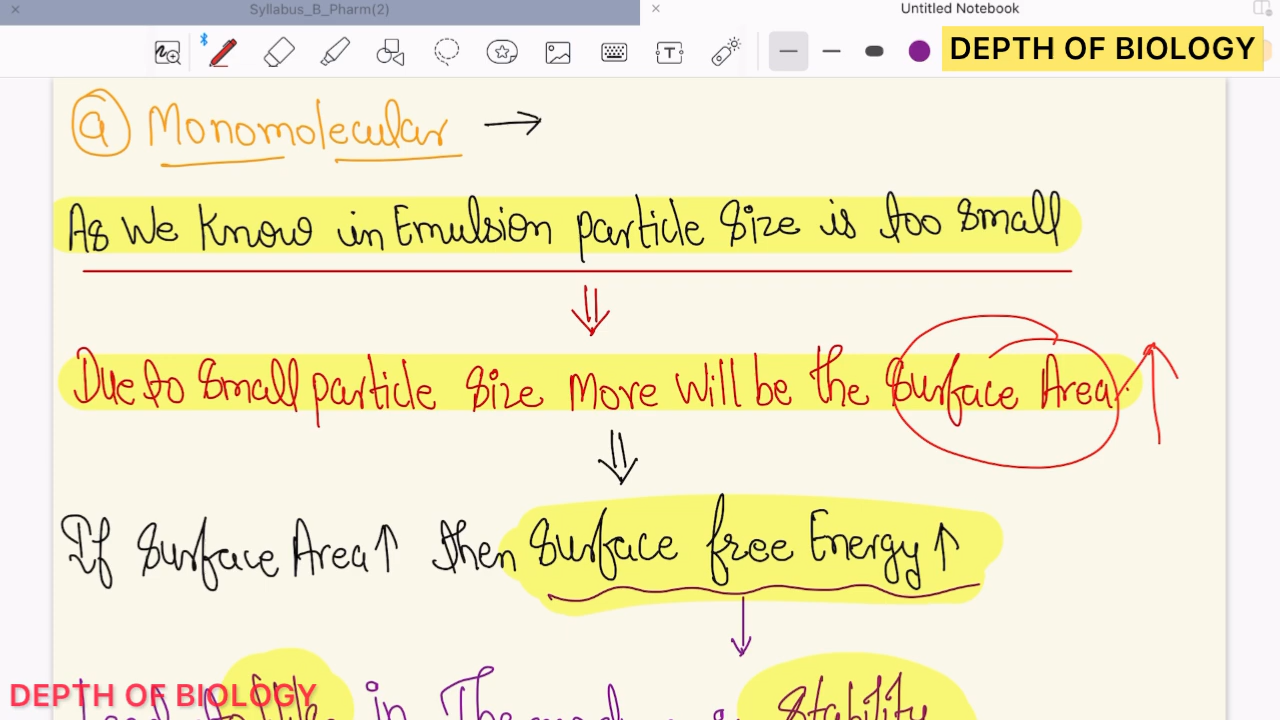 Syllabus_B_Pharm(2)
Untitled Notebook
DEPTH OF BIOLOGY
a Monomolecular →
As We Know in Emulsion particle Size is too Small
⇓
Due to Small particle Size More Will be the Surface Area. ↑
⇓
If Surface Area ↑ then Surface free Energy ↑
↓
in Stability
DEPTH OF BIOLOGY